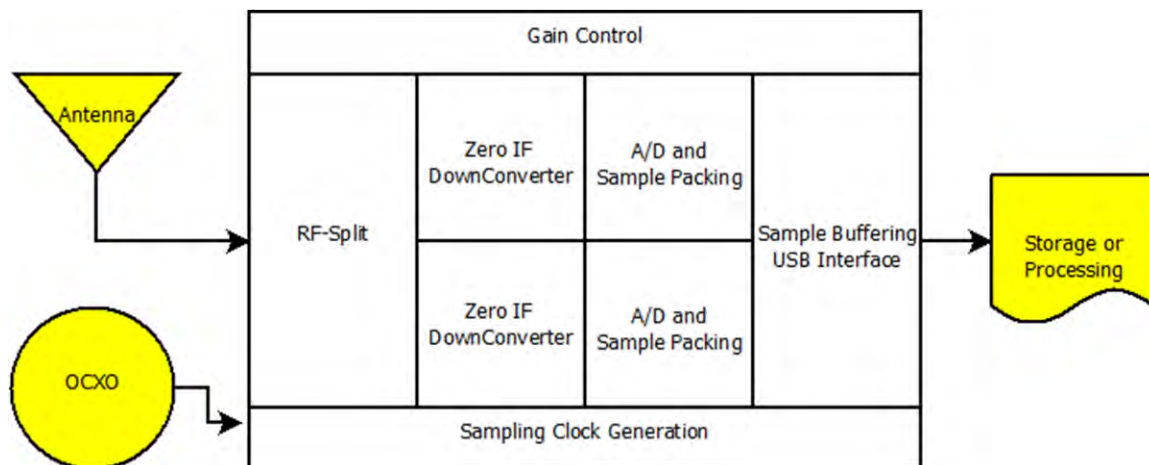 Gain Control
Antenna
Zero IF
DownConverter
A/D and
Sample Packing
RF-Split
Sample Buffering
USB Interface
Storage or
Processing
Zero IF
DownConverter
A/D and
Sample Packing
OCXO
Sampling Clock Generation